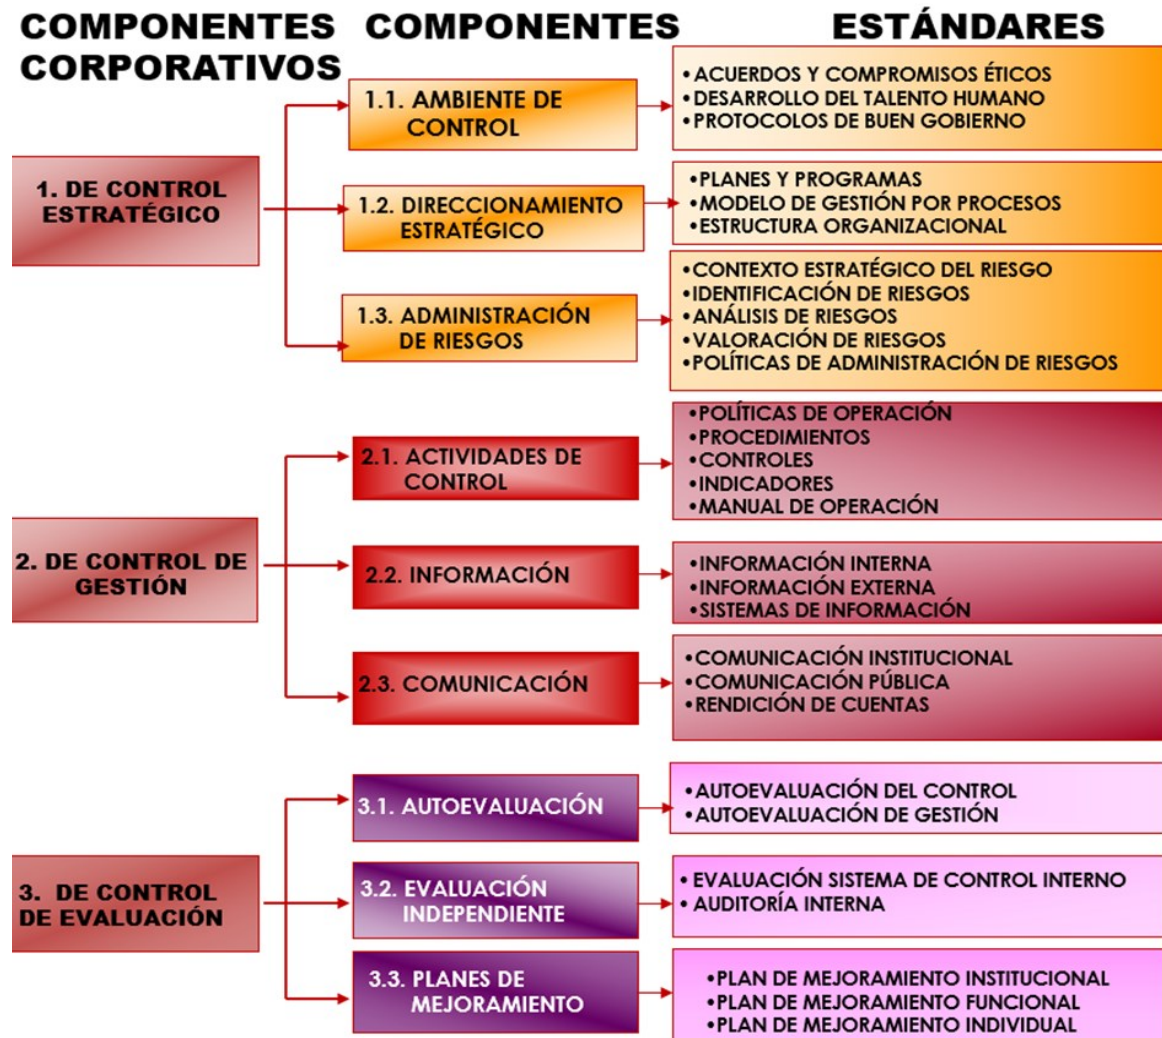 COMPONENTES CORPORATIVOS
COMPONENTES
ESTÁNDARES
1. DE CONTROL
ESTRATÉGICO
1.1. AMBIENTE DE
CONTROL
•ACUERDOS Y COMPROMISOS ÉTICOS
•DESARROLLO DEL TALENTO HUMANO
•PROTOCOLOS DE BUEN GOBIERNO
1.2. DIRECCIONAMIENTO
ESTRATÉGICO
•PLANES Y PROGRAMAS
•MODELO DE GESTIÓN POR PROCESOS
•ESTRUCTURA ORGANIZACIONAL
1.3. ADMINISTRACIÓN
DE RIESGOS
•CONTEXTO ESTRATÉGICO DEL RIESGO
•IDENTIFICACIÓN DE RIESGOS
•ANÁLISIS DE RIESGOS
•VALORACIÓN DE RIESGOS
•POLÍTICAS DE ADMINISTRACIÓN DE RIESGOS
2. DE CONTROL DE
GESTIÓN
2.1. ACTIVIDADES DE
CONTROL
•POLÍTICAS DE OPERACIÓN
•PROCEDIMIENTOS
•CONTROLES
•INDICADORES
•MANUAL DE OPERACIÓN
2.2. INFORMACIÓN
•INFORMACIÓN INTERNA
•INFORMACIÓN EXTERNA
•SISTEMAS DE INFORMACIÓN
2.3. COMUNICACIÓN
•COMUNICACIÓN INSTITUCIONAL
•COMUNICACIÓN PÚBLICA
•RENDICIÓN DE CUENTAS
3. DE CONTROL
DE EVALUACIÓN
3.1. AUTOEVALUACIÓN
•AUTOEVALUACIÓN DEL CONTROL
•AUTOEVALUACIÓN DE GESTIÓN
3.2. EVALUACIÓN
INDEPENDIENTE
• EVALUACIÓN SISTEMA DE CONTROL INTERNO
• AUDITORÍA INTERNA
3.3. PLANES DE
MEJORAMIENTO
•PLAN DE MEJORAMIENTO INSTITUCIONAL
•PLAN DE MEJORAMIENTO FUNCIONAL
•PLAN DE MEJORAMIENTO INDIVIDUAL